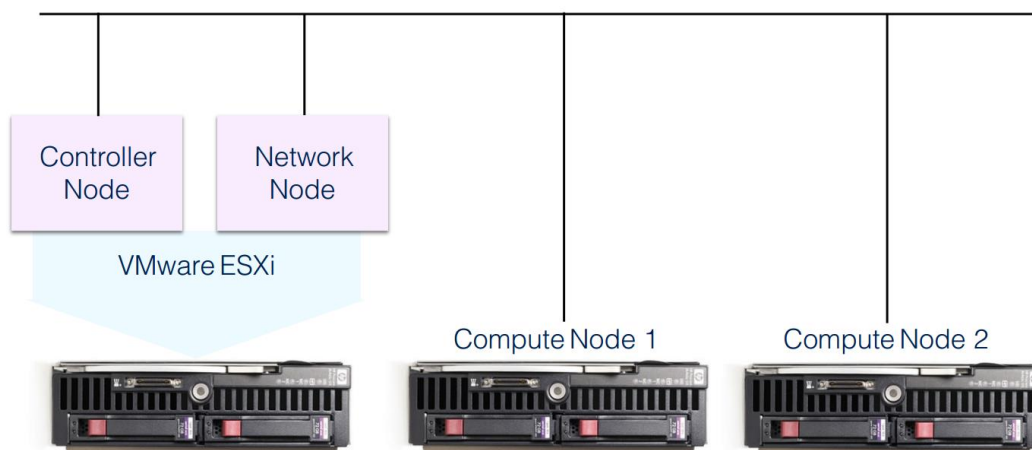 Controller
Node
Network
Node
VMware ESXi
Compute Node 1
Compute Node 2